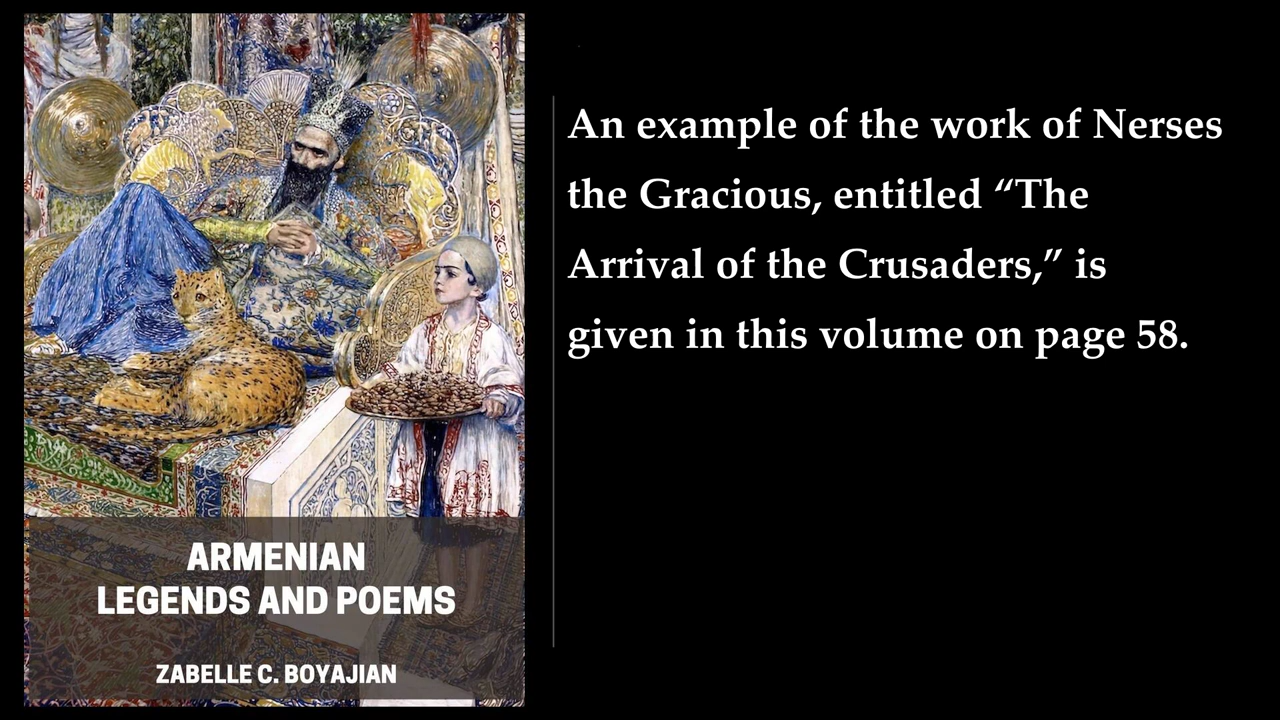 ARMENIAN
LEGENDS AND POEMS
ZABELLE C. BOYAJIAN
An example of the work of Nerses
the Gracious, entitled “The
Arrival of the Crusaders,” is
given in this volume on page 58.